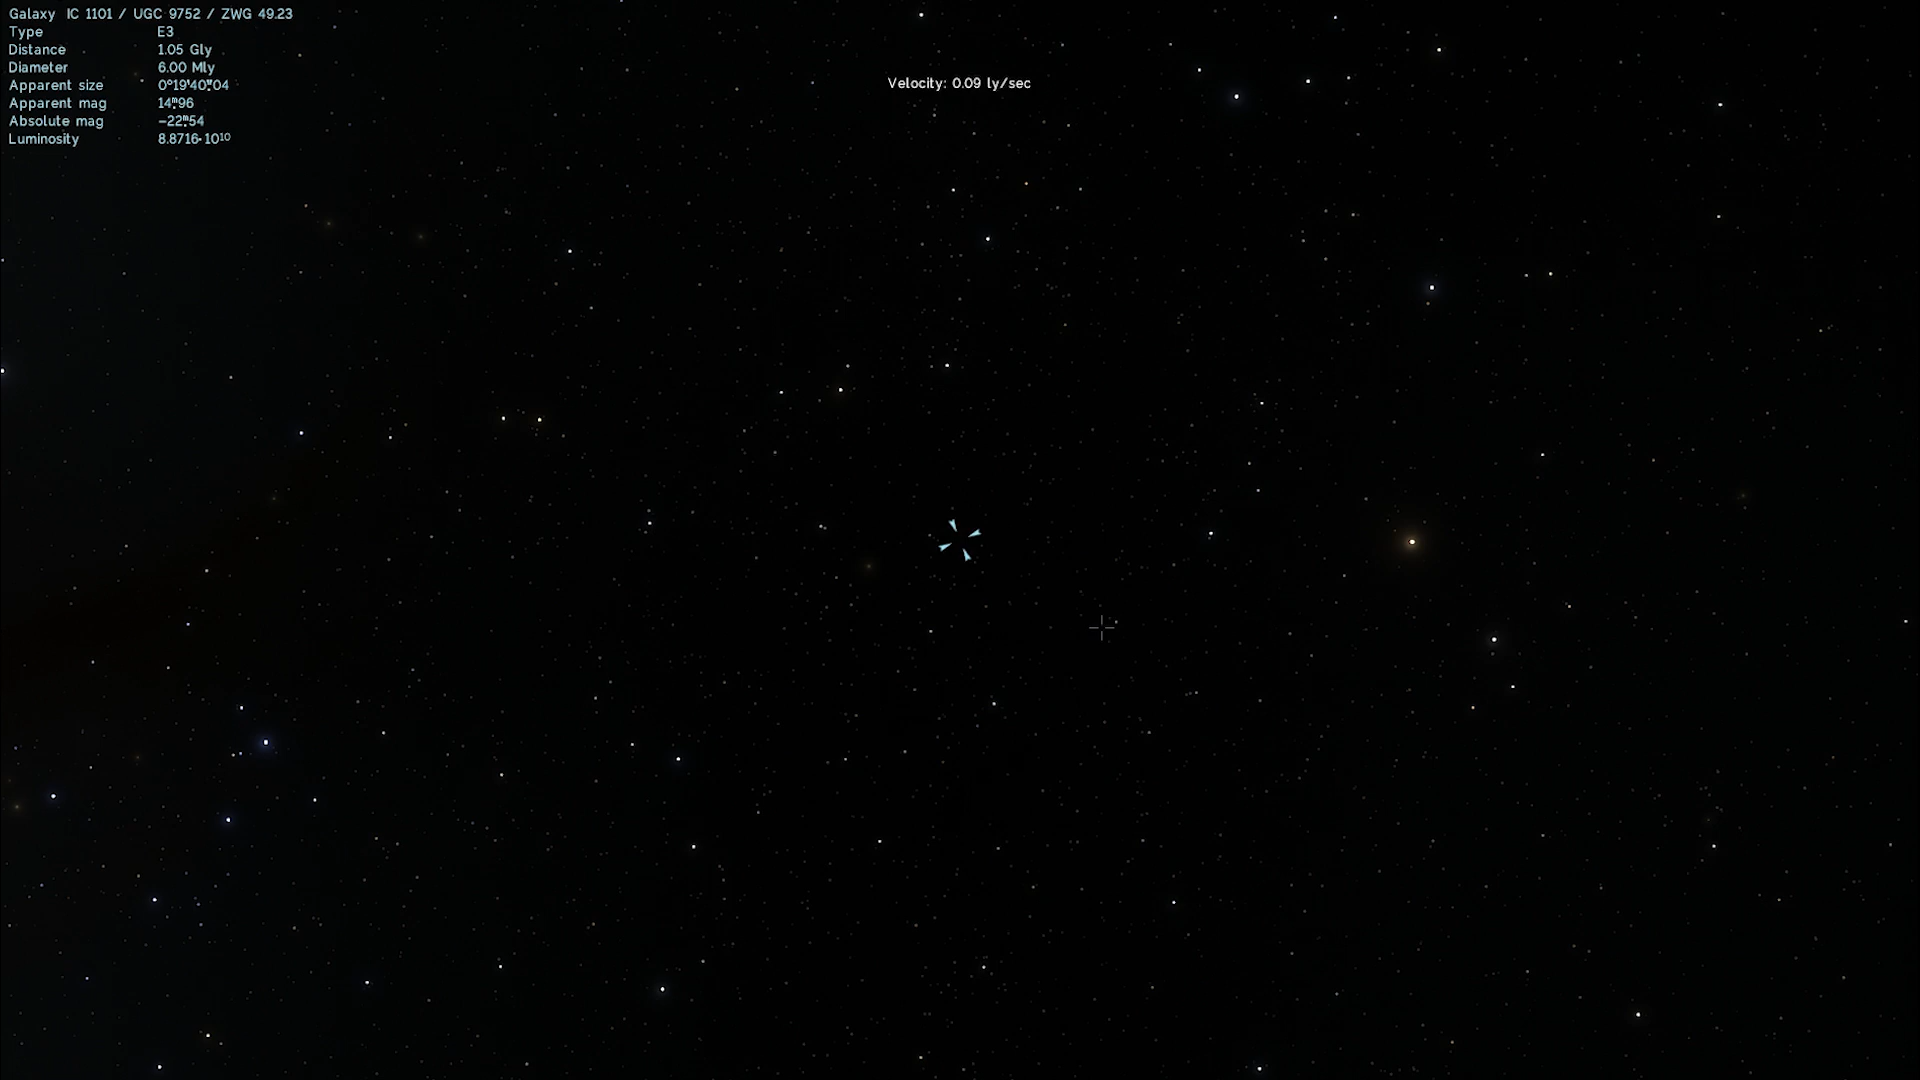 Galaxy IC 1101 / UGC 9752 / ZWG 49.23
Type E3
Distance 1.05 Gly
Diameter 6.00 Mly
Apparent size 0°19'40".04
Apparent mag 14ᵐ.96
Absolute mag −22ᵐ.54
Luminosity 8.8716·10¹⁰
Velocity: 0.09 ly/sec